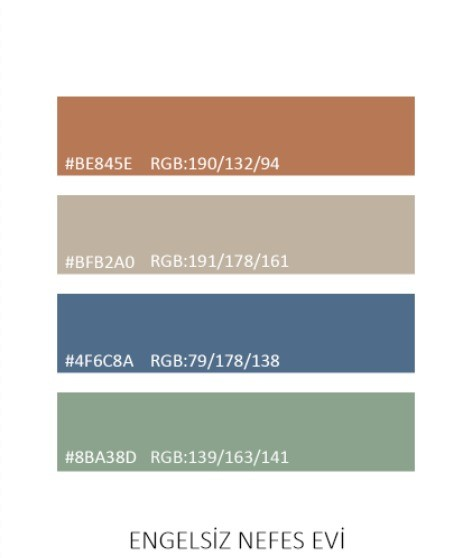 #BE845E RGB:190/132/94
#BFB2A0 RGB:191/178/161
#4F6C8A RGB:79/178/138
#8BA38D RGB:139/163/141
ENGELSİZ NEFES EVİ